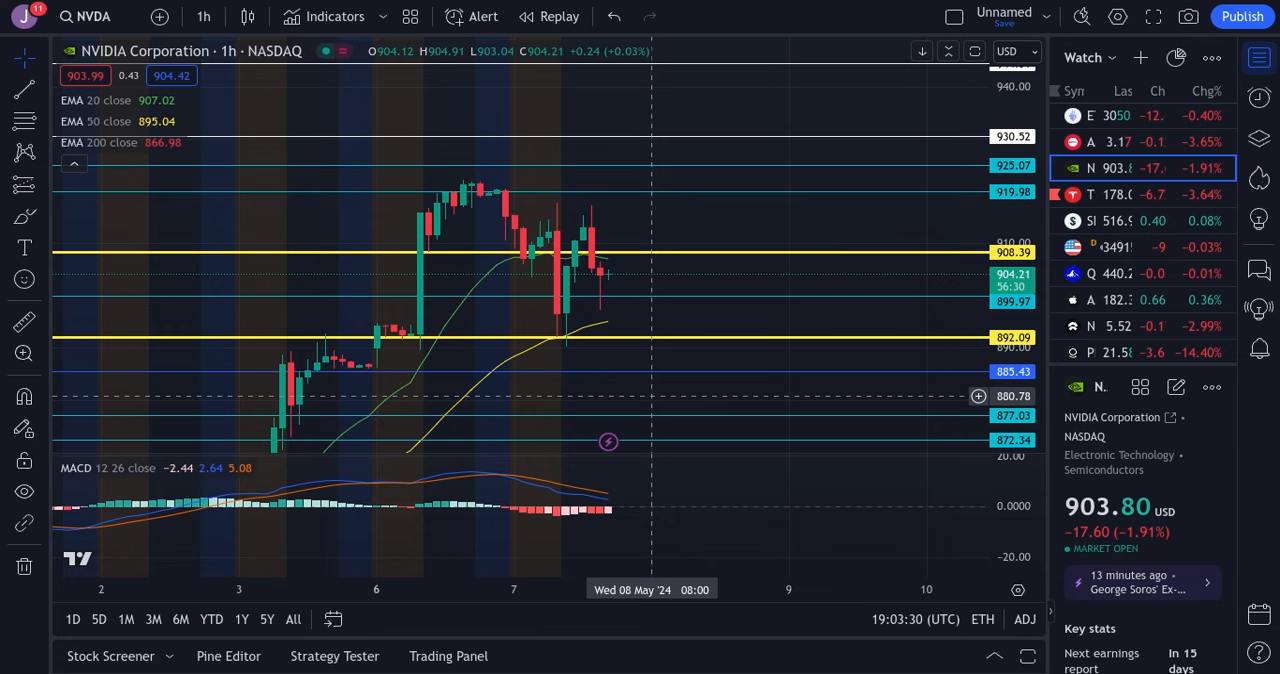 J 11 NVDA 1h Indicators Alert Replay Unnamed Save Publish
NVIDIA Corporation · 1h · NASDAQ O904.12 H904.91 L903.04 C904.21 +0.24 (+0.03%) USD
903.99 0.43 904.42
EMA 20 close 907.02
EMA 50 close 895.04
EMA 200 close 866.98
940.00
930.52
925.07
919.98
910.00
908.39
904.21
56:30
899.97
892.09
890.00
885.43
880.78
877.03
872.34
MACD 12 26 close −2.44 2.64 5.08
20.00
0.0000
−20.00
2 3 6 7 Wed 08 May '24 08:00 9 10
1D 5D 1M 3M 6M YTD 1Y 5Y All 19:03:30 (UTC) ETH ADJ
Stock Screener Pine Editor Strategy Tester Trading Panel
Watch
Syn Las Ch Chg%
E 3050 −12. −0.40%
A 3.17 −0.1 −3.65%
N 903.8 −17. −1.91%
T 178.0 −6.7 −3.64%
SI 516.9 0.40 0.08%
D 3491 −9 −0.03%
Q 440.2 −0.0 −0.01%
A 182.3 0.66 0.36%
N 5.52 −0.1 −2.99%
P 21.58 −3.6 −14.40%
N..
NVIDIA Corporation •
NASDAQ
Electronic Technology •
Semiconductors
903.80 USD
−17.60 (−1.91%)
MARKET OPEN
13 minutes ago •
George Soros' Ex-...
Key stats
Next earnings report In 15 days